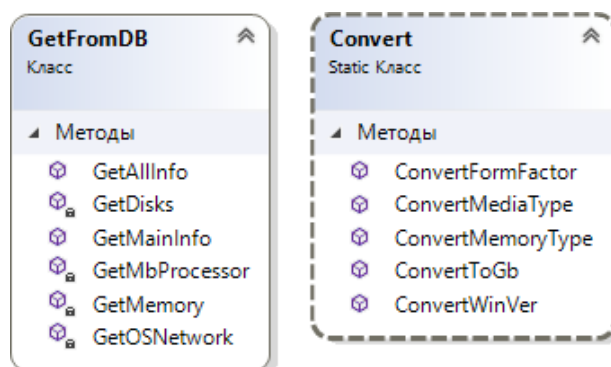 GetFromDB
Класс
Методы
GetAllInfo
GetDisks
GetMainInfo
GetMbProcessor
GetMemory
GetOSNetwork
Convert
Static Класс
Методы
ConvertFormFactor
ConvertMediaType
ConvertMemoryType
ConvertToGb
ConvertWinVer